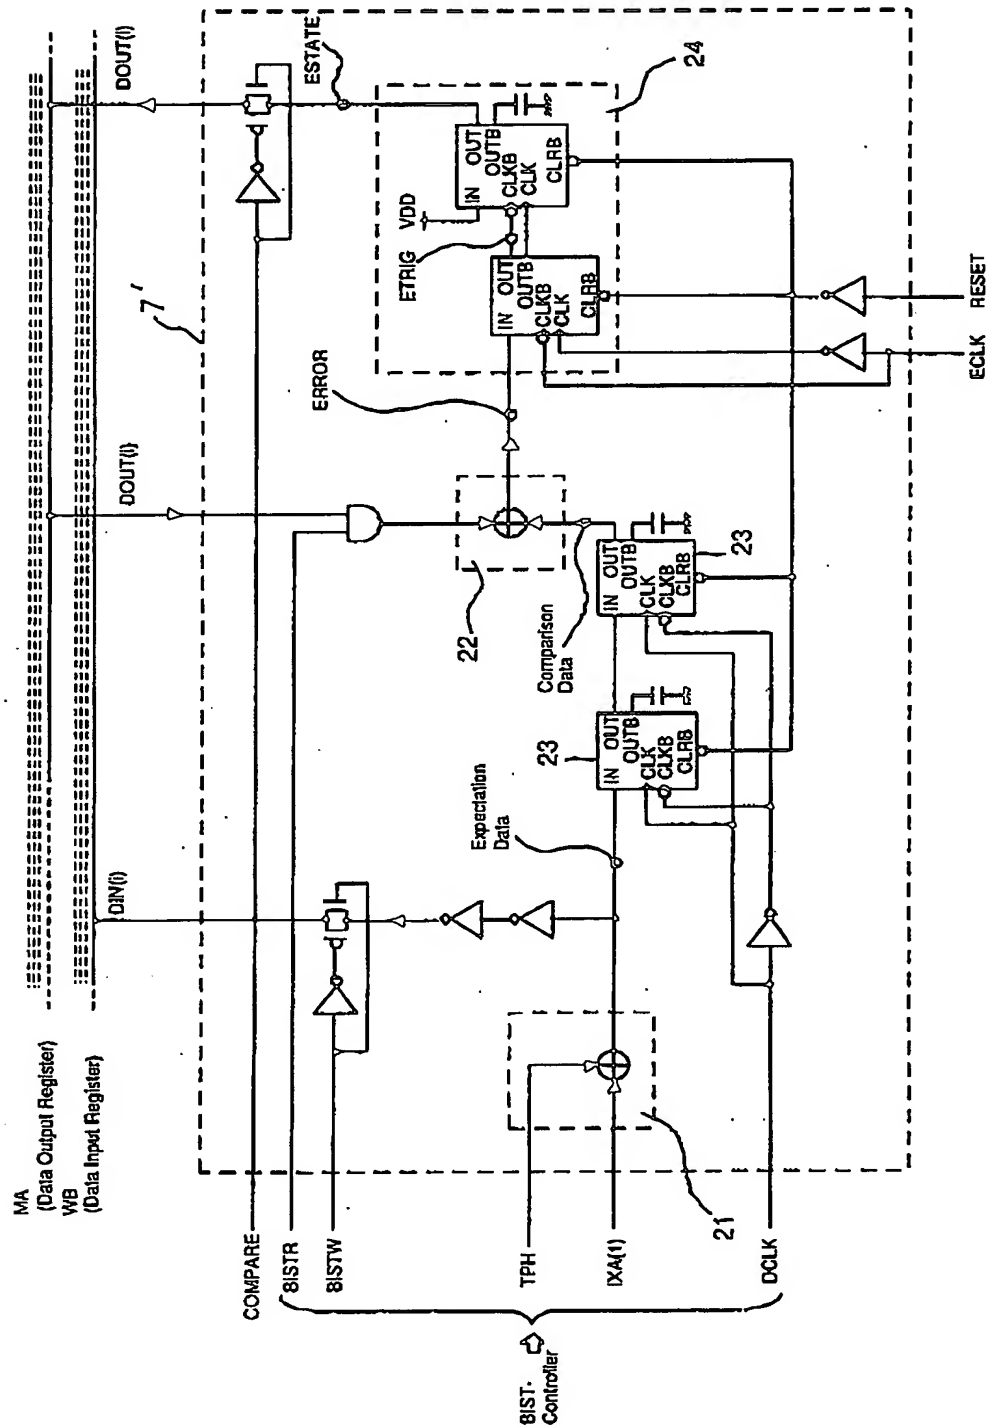 MA
(Data Output Register)
WB
(Data Input Register)
DIN(i)
DOUT(i)
DOUT(i)
7'
COMPARE
BISTR
BISTW
TPH
IXA(1)
DCLK
BIST-
Controller
21
Expectation
Data
23
IN
OUT
OUTB
CLK
CLKB
CLRB
Comparison
Data
23
IN
OUT
OUTB
CLK
CLKB
CLRB
22
ERROR
ETRIG
VDD
ESTATE
24
IN
OUT
OUTB
CLKB
CLK
CLRB
IN
OUT
OUTB
CLKB
CLK
CLRB
ECLK
RESET